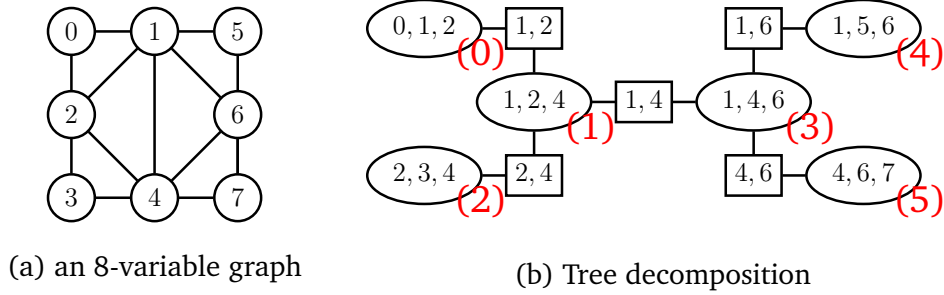 0 1 5
2 6
3 4 7
(a) an 8-variable graph
0, 1, 2 (0) 1, 2 1, 6 1, 5, 6 (4)
1, 2, 4 (1) 1, 4 1, 4, 6 (3)
2, 3, 4 (2) 2, 4 4, 6 4, 6, 7 (5)
(b) Tree decomposition